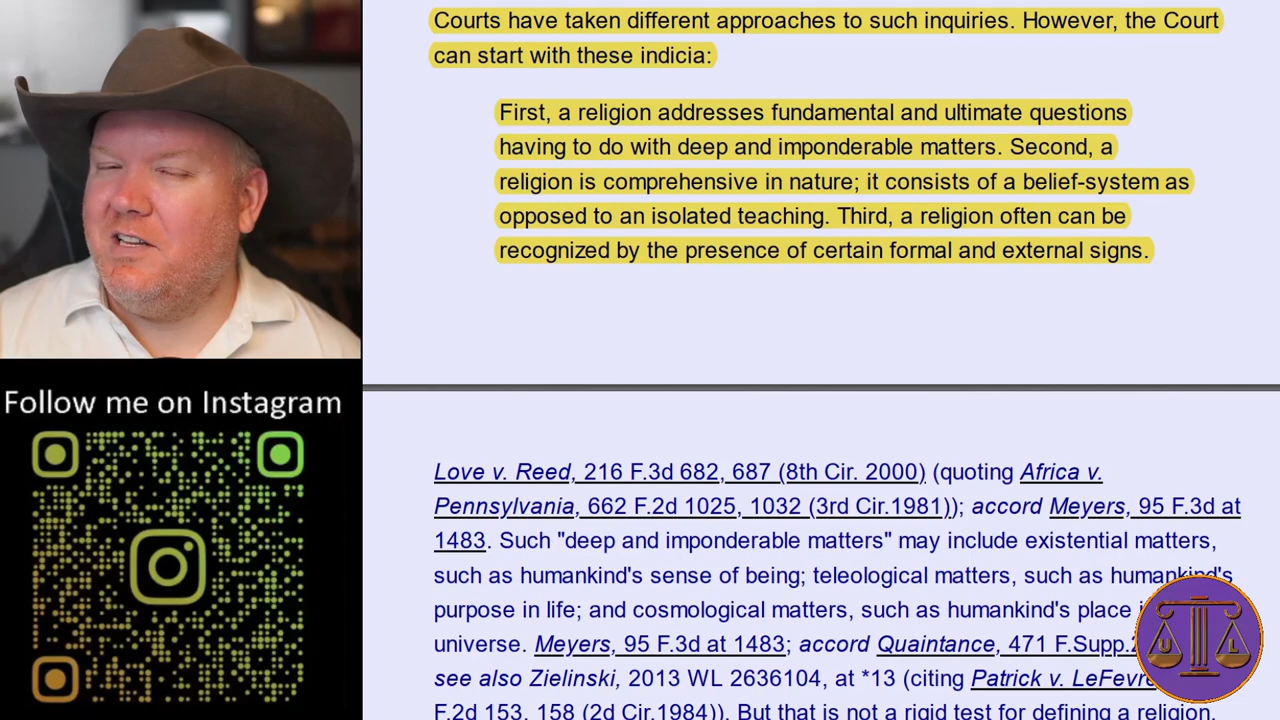 Courts have taken different approaches to such inquiries. However, the Court
can start with these indicia:
First, a religion addresses fundamental and ultimate questions
having to do with deep and imponderable matters. Second, a
religion is comprehensive in nature; it consists of a belief-system as
opposed to an isolated teaching. Third, a religion often can be
recognized by the presence of certain formal and external signs.
Follow me on Instagram
Love v. Reed, 216 F.3d 682, 687 (8th Cir. 2000) (quoting Africa v.
Pennsylvania, 662 F.2d 1025, 1032 (3rd Cir.1981)); accord Meyers, 95 F.3d at
1483. Such "deep and imponderable matters" may include existential matters,
such as humankind's sense of being; teleological matters, such as humankind's
purpose in life; and cosmological matters, such as humankind's place
universe. Meyers, 95 F.3d at 1483; accord Quaintance, 471 F.Supp.
see also Zielinski, 2013 WL 2636104, at *13 (citing Patrick v. LeFevre
F.2d 153, 158 (2d Cir.1984)). But that is not a rigid test for defining a religion
U L